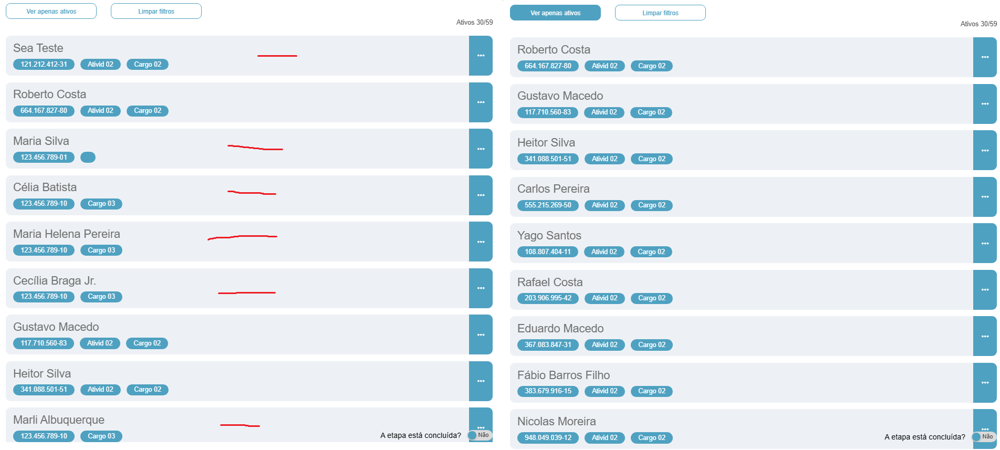 Ver apenas ativos
Limpar filtros
Ativos 30/59
Sea Teste
121.212.412-31 Ativid 02 Cargo 02
Roberto Costa
664.167.827-80 Ativid 02 Cargo 02
Maria Silva
123.456.789-01
Célia Batista
123.456.789-10 Cargo 03
Maria Helena Pereira
123.456.789-10 Cargo 03
Cecília Braga Jr.
123.456.789-10 Cargo 03
Gustavo Macedo
117.710.560-83 Ativid 02 Cargo 02
Heitor Silva
341.088.501-51 Ativid 02 Cargo 02
Marli Albuquerque
123.456.789-10 Cargo 03
A etapa está concluída? Não
Ver apenas ativos
Limpar filtros
Ativos 30/59
Roberto Costa
664.167.827-80 Ativid 02 Cargo 02
Gustavo Macedo
117.710.560-83 Ativid 02 Cargo 02
Heitor Silva
341.088.501-51 Ativid 02 Cargo 02
Carlos Pereira
555.215.269-50 Ativid 02 Cargo 02
Yago Santos
108.807.404-11 Ativid 02 Cargo 02
Rafael Costa
203.906.995-42 Ativid 02 Cargo 02
Eduardo Macedo
367.083.847-31 Ativid 02 Cargo 02
Fábio Barros Filho
383.679.916-15 Ativid 02 Cargo 02
Nicolas Moreira
948.049.039-12 Ativid 02 Cargo 02
A etapa está concluída? Não